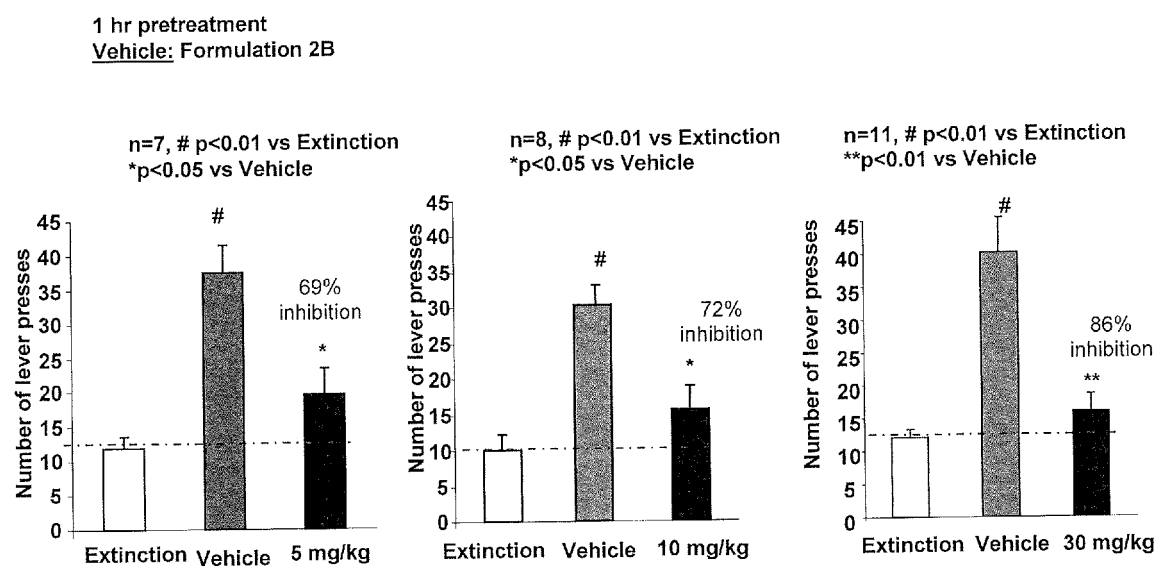 1 hr pretreatment
Vehicle: Formulation 2B
n=7, # p<0.01 vs Extinction
*p<0.05 vs Vehicle
Number of lever presses
45
40
35
30
25
20
15
10
5
0
#
69%
inhibition
*
Extinction Vehicle 5 mg/kg
n=8, # p<0.01 vs Extinction
*p<0.05 vs Vehicle
Number of lever presses
45
40
35
30
25
20
15
10
5
0
#
72%
inhibition
*
Extinction Vehicle 10 mg/kg
n=11, # p<0.01 vs Extinction
**p<0.01 vs Vehicle
Number of lever presses
45
40
35
30
25
20
15
10
5
0
#
86%
inhibition
**
Extinction Vehicle 30 mg/kg